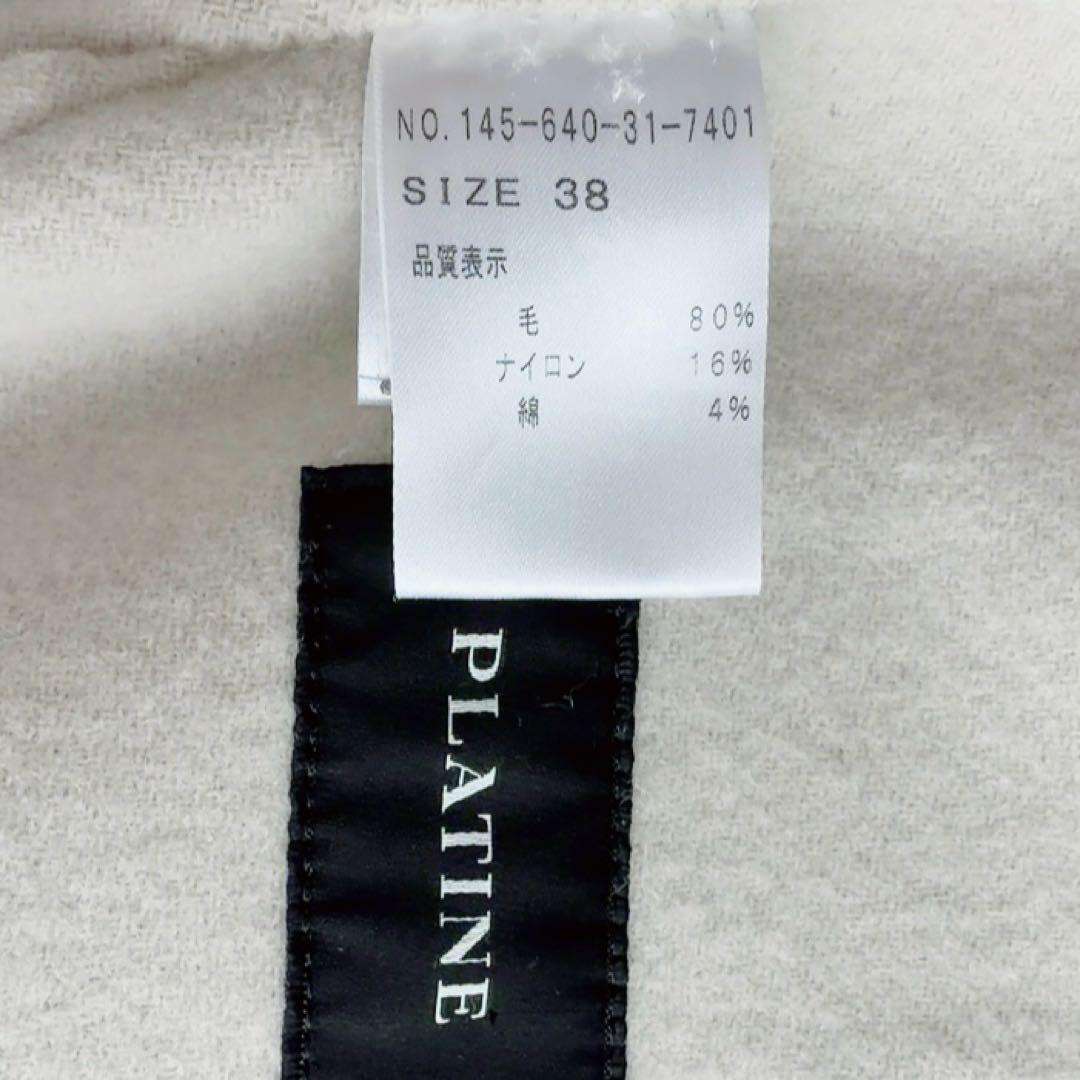 NO.145-640-31-7401
SIZE 38
品質表示
毛 80%
ナイロン 16%
綿 4%
PLATINE